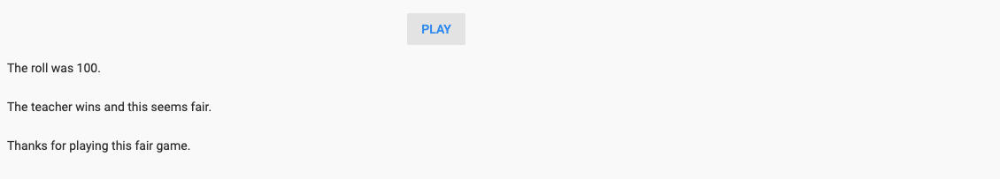 PLAY
The roll was 100.
The teacher wins and this seems fair.
Thanks for playing this fair game.